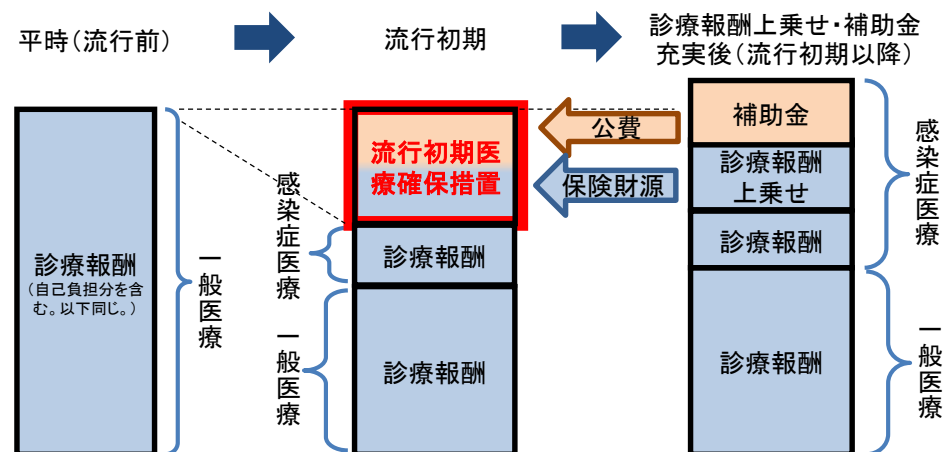 平時(流行前)
流行初期
診療報酬上乗せ・補助金
充実後(流行初期以降)
診療報酬
(自己負担分を含
む。以下同じ。)
一般医療
流行初期医
療確保措置
感染症医療
診療報酬
一般医療
診療報酬
公費
保険財源
補助金
診療報酬
上乗せ
診療報酬
感染症医療
診療報酬
一般医療